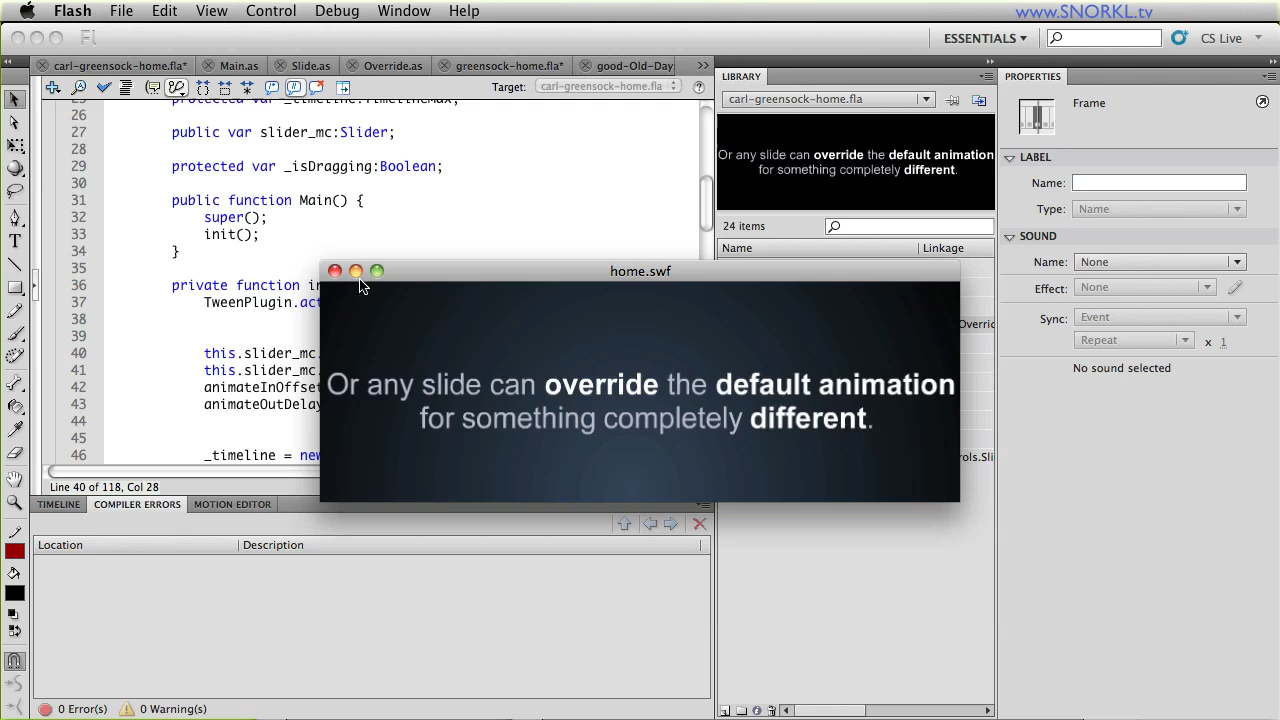 Flash File Edit View Control Debug Window Help
www.SNORKL.tv
Fl
ESSENTIALS
CS Live
carl-greensock-home.fla* Main.as Slide.as Override.as greensock-home.fla* good-Old-Day
Target: carl-greensock-home.fla
26
27 public var slider_mc:Slider;
28
29 protected var _isDragging:Boolean;
30
31 public function Main() {
32 super();
33 init();
34 }
35
36 private function in
37 TweenPlugin.act
38
39
40 this.slider_mc.
41 this.slider_mc.
42 animateInOffset
43 animateOutDelay
44
45
46 _timeline = new
Line 40 of 118, Col 28
TIMELINE COMPILER ERRORS MOTION EDITOR
Location Description
0 Error(s) 0 Warning(s)
home.swf
Or any slide can override the default animation
for something completely different.
LIBRARY
carl-greensock-home.fla
Or any slide can override the default animation
for something completely different.
24 items
Name Linkage
Overric
ols.Slid
PROPERTIES
Frame
LABEL
Name:
Type: Name
SOUND
Name: None
Effect: None
Sync: Event
Repeat x 1
No sound selected